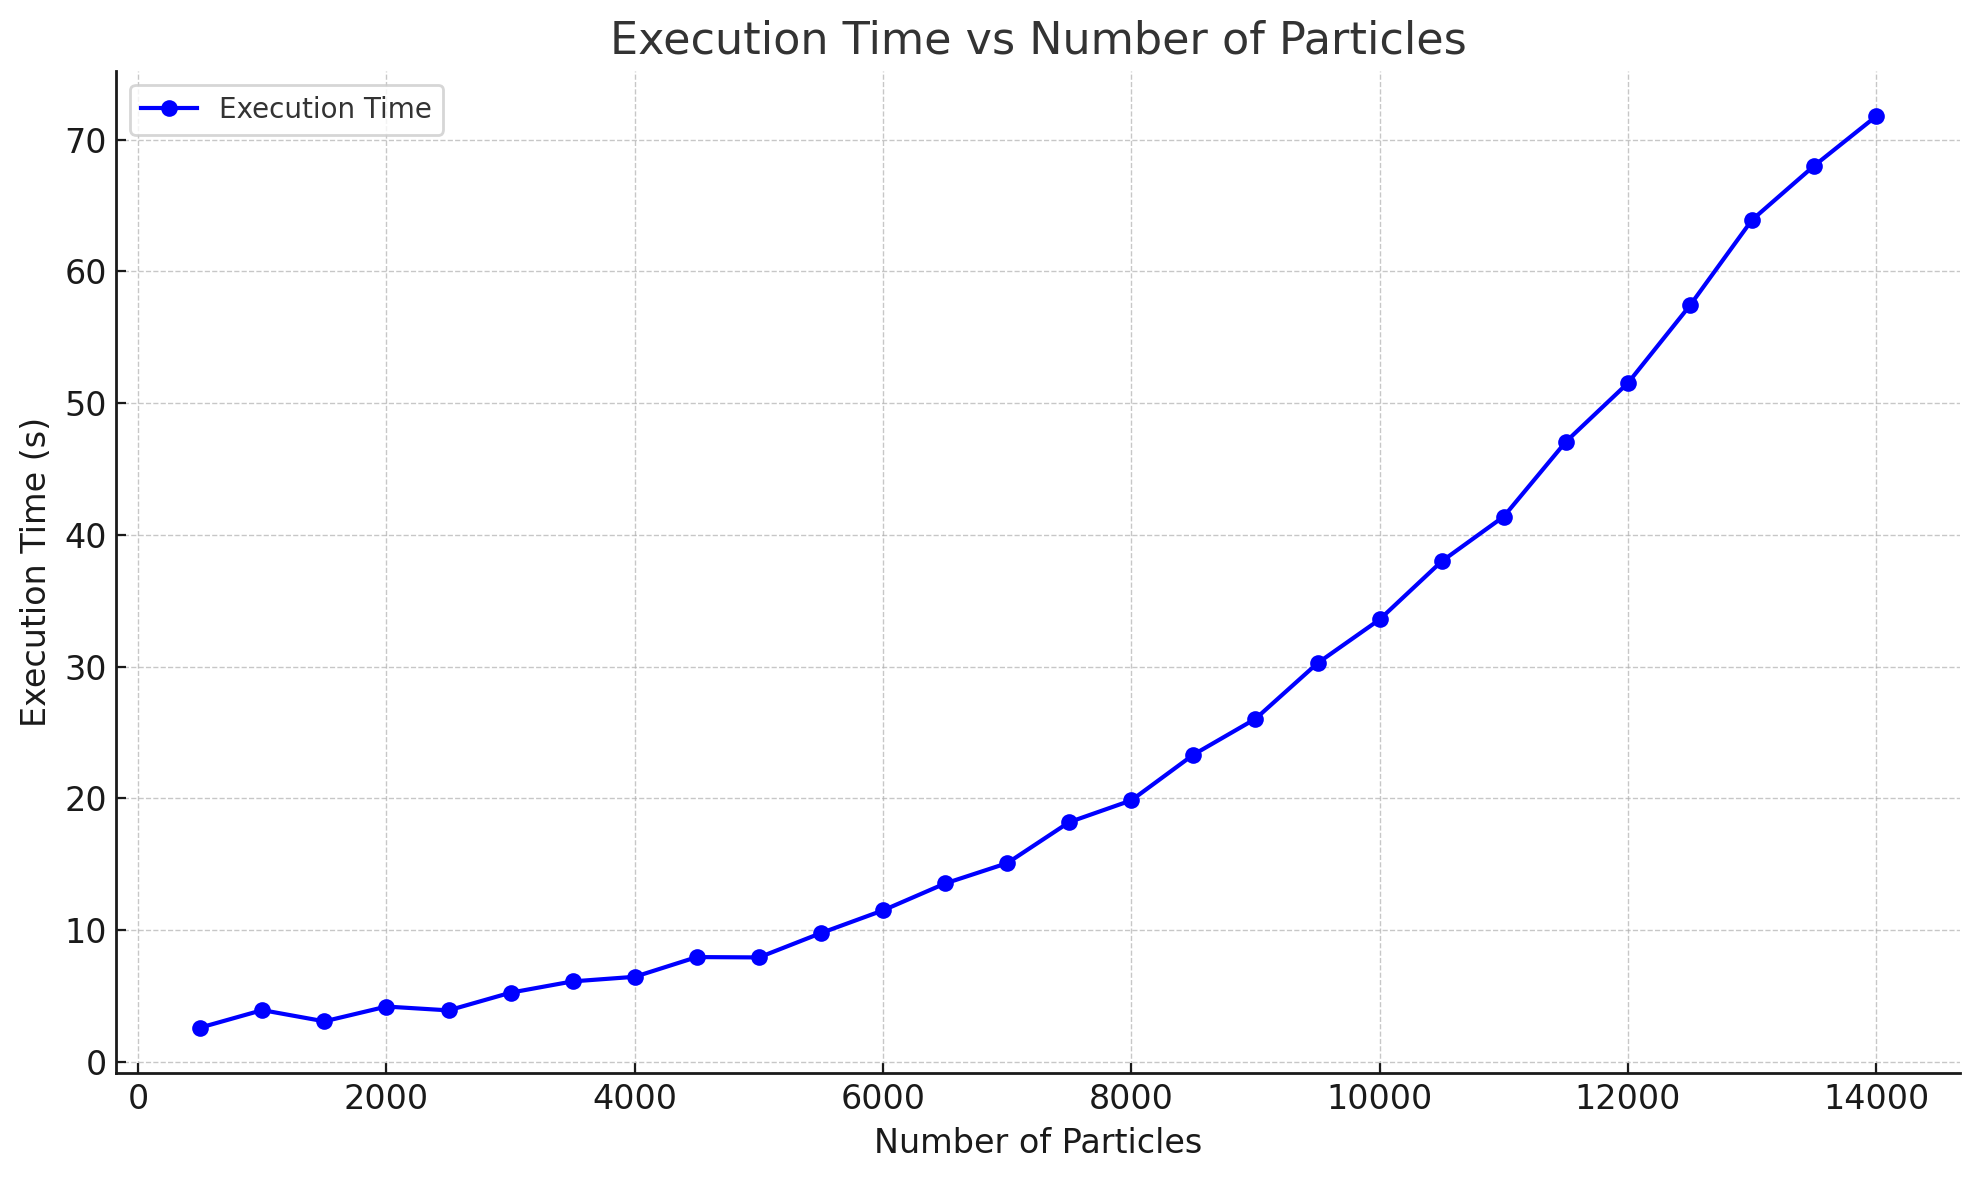 Execution Time vs Number of Particles
Execution Time
70
60
50
40
30
20
10
0
Execution Time (s)
0 2000 4000 6000 8000 10000 12000 14000
Number of Particles